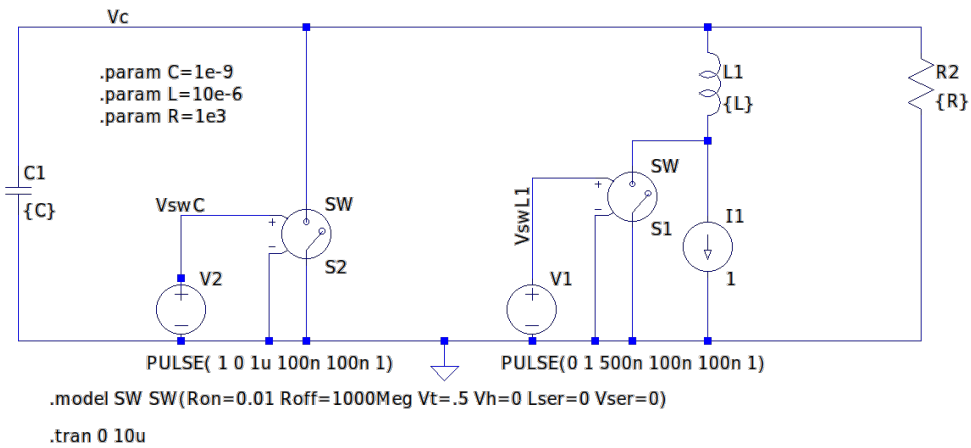 Vc
.param C=1e-9
.param L=10e-6
.param R=1e3
L1
{L}
R2
{R}
C1
{C}
VswC
SW
S2
V2
VswL1
SW
S1
V1
I1
1
PULSE( 1 0 1u 100n 100n 1)
PULSE(0 1 500n 100n 100n 1)
.model SW SW(Ron=0.01 Roff=1000Meg Vt=.5 Vh=0 Lser=0 Vser=0)
.tran 0 10u